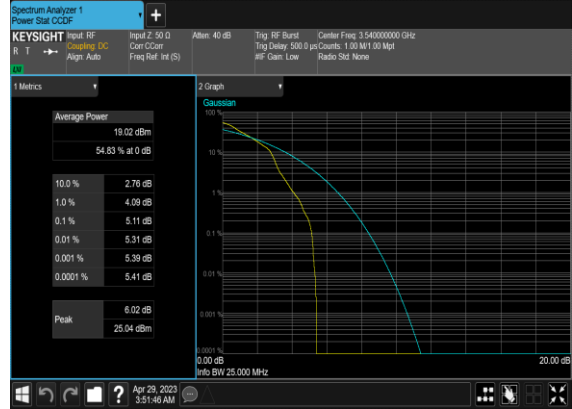 Spectrum Analyzer 1
Power Stat CCDF
+
KEYSIGHT Input: RF Input Z: 50 Ω Atten: 40 dB Trig: RF Burst Center Freq: 3.540000000 GHz
R T Coupling: DC Corr CCorr Trig Delay: 500.0 µs Counts: 1.00 M/1.00 Mpt
Align: Auto Freq Ref: Int (S) #IF Gain: Low Radio Std: None
1 Metrics
2 Graph
Average Power
19.02 dBm
54.83 % at 0 dB
10.0 % 2.76 dB
1.0 % 4.09 dB
0.1 % 5.11 dB
0.01 % 5.31 dB
0.001 % 5.39 dB
0.0001 % 5.41 dB
Peak 6.02 dB
25.04 dBm
Gaussian
100 %
10 %
1 %
0.1 %
0.01 %
0.001 %
0.0001 %
0.00 dB 20.00 dB
Info BW 25.000 MHz
? Apr 29, 2023
3:51:46 AM